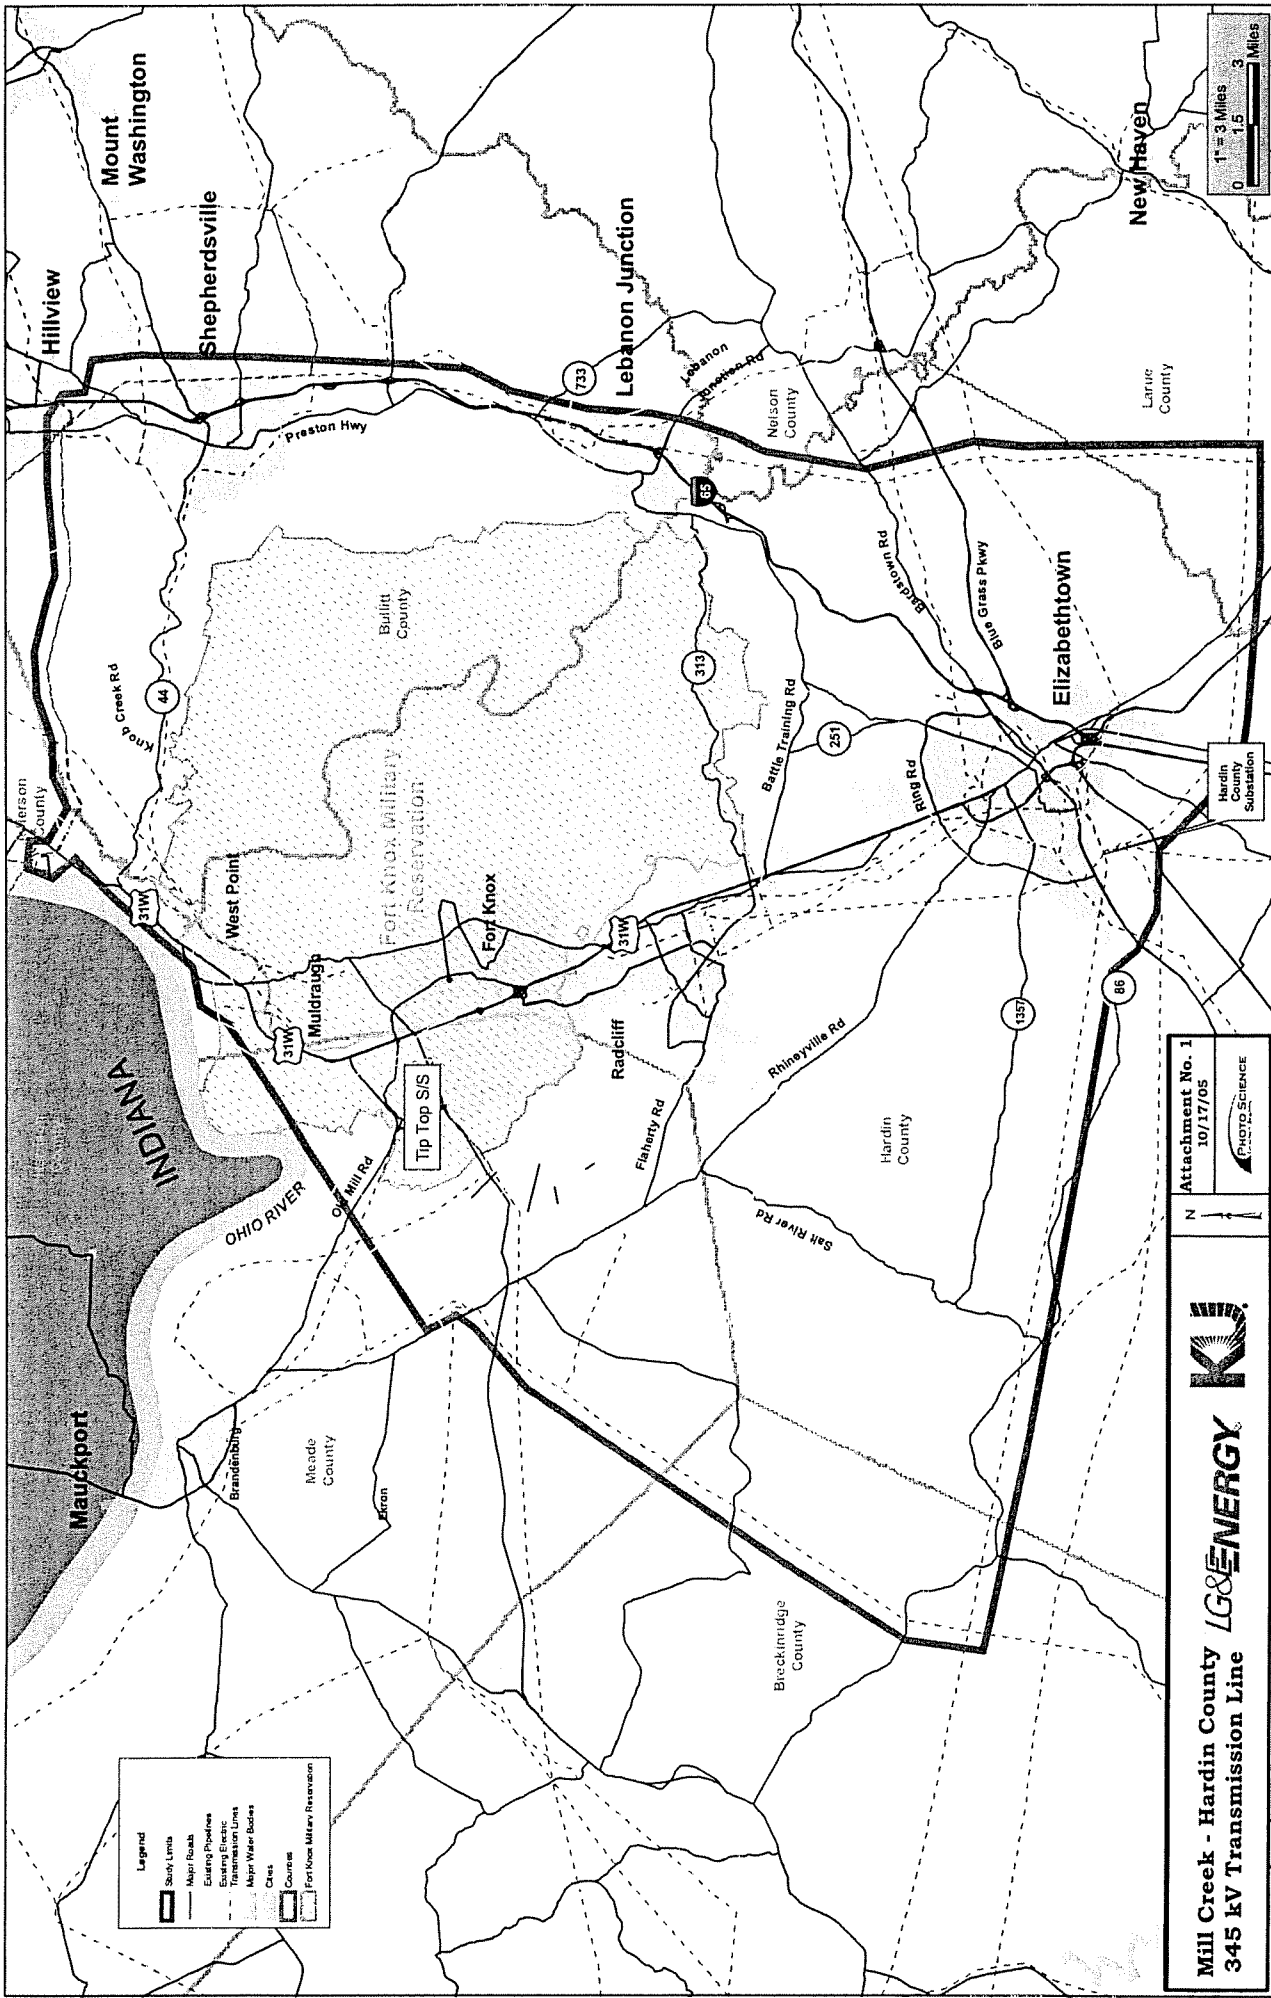 Mauckport
INDIANA
OHIO RIVER
Hillview
Mount
Washington
Shepherdsville
Preston Hwy
Knob Creek Rd
44
County
31W
West Point
Bullitt
County
Fort Knox Military
Reservation
Fort Knox
31W
Muldraugh
Tip Top S/S
Old Mill Rd
Brandenburg
Meade
County
Ekron
733
Lebanon Junction
Lebanon
Junction Rd
Nelson
County
65
313
31W
Radcliff
Flaherty Rd
Battle Training Rd
251
Ring Rd
Rhineyville Rd
Salt River Rd
Hardin
County
1357
86
Bardstown Rd
Blue Grass Pkwy
Elizabethtown
Hardin
County
Substation
Larue
County
New Haven
Breckinridge
County
Legend
Study Limits
Major Roads
Existing Pipelines
Existing Electric
Transmission Lines
Major Water Bodies
Cities
Counties
Fort Knox Military Reservation
Mill Creek - Hardin County
345 kV Transmission Line
LG&ENERGY
KU
N
Attachment No. 1
10/17/05
PHOTO SCIENCE
1" = 3 Miles
0 1.5 3
Miles